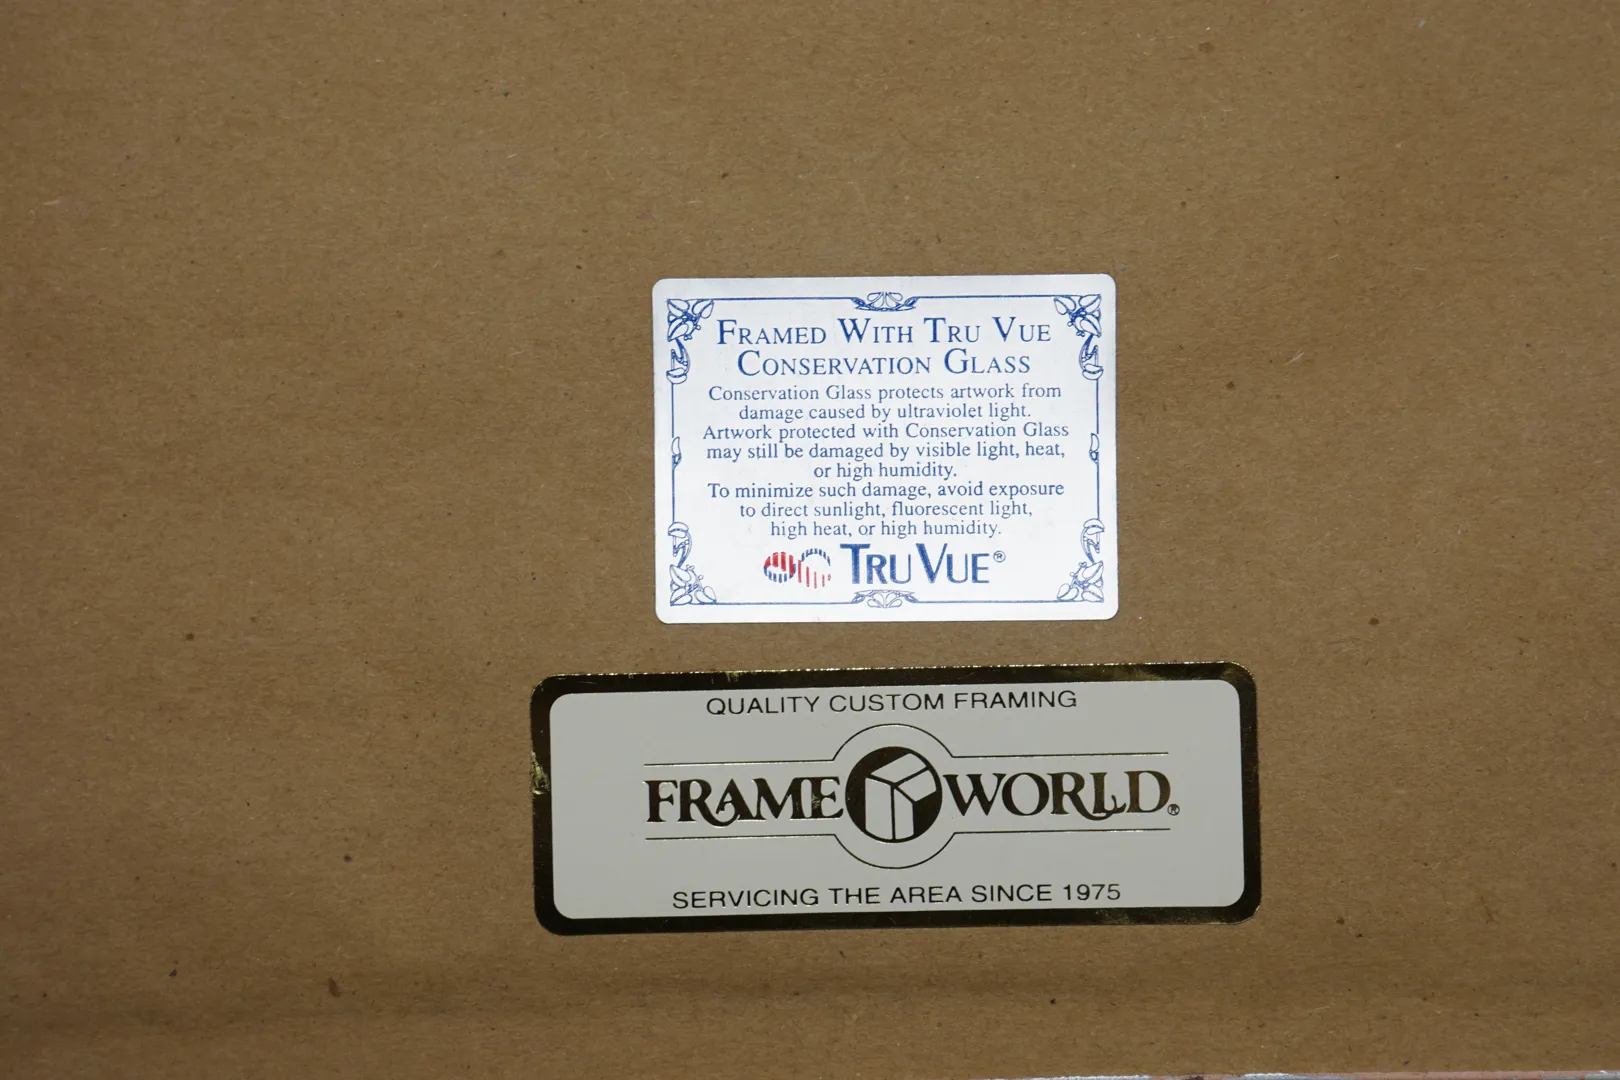 FRAMED WITH TRU VUE
CONSERVATION GLASS
Conservation Glass protects artwork from
damage caused by ultraviolet light.
Artwork protected with Conservation Glass
may still be damaged by visible light, heat,
or high humidity.
To minimize such damage, avoid exposure
to direct sunlight, fluorescent light,
high heat, or high humidity.
TRU VUE®
QUALITY CUSTOM FRAMING
FRAME WORLD®
SERVICING THE AREA SINCE 1975